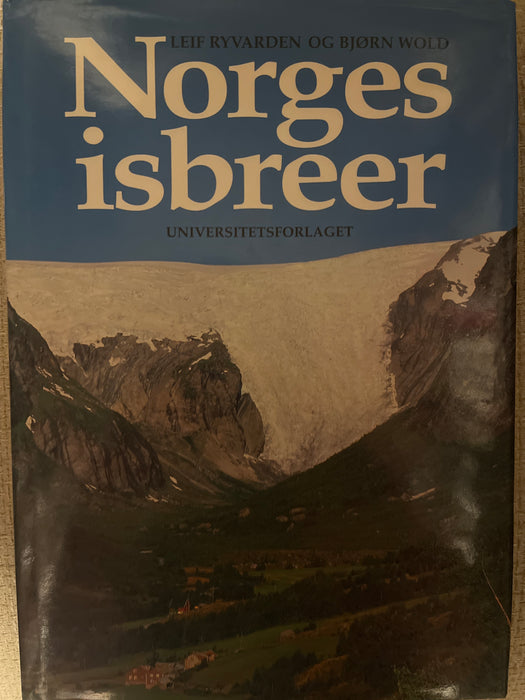 LEIF RYVARDEN OG BJØRN WOLD
Norges
isbreer
UNIVERSITETSFORLAGET